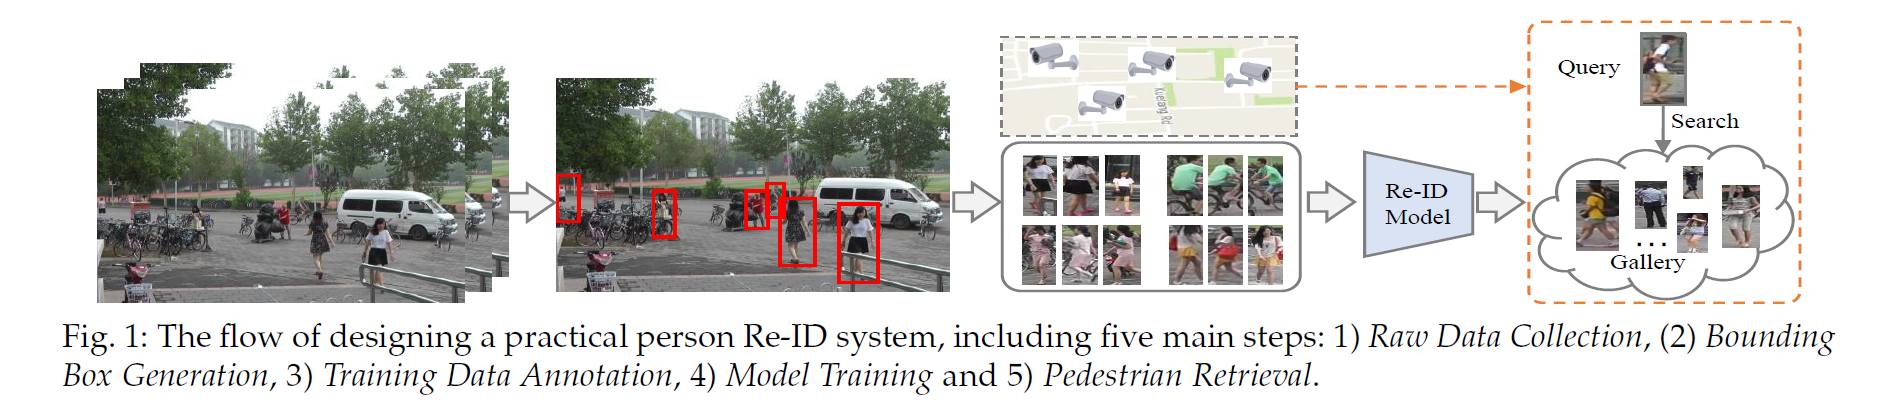 Xueyang Rd
Query
Search
Re-ID
Model
...
Gallery
Fig. 1: The flow of designing a practical person Re-ID system, including five main steps: 1) Raw Data Collection, (2) Bounding
Box Generation, 3) Training Data Annotation, 4) Model Training and 5) Pedestrian Retrieval.